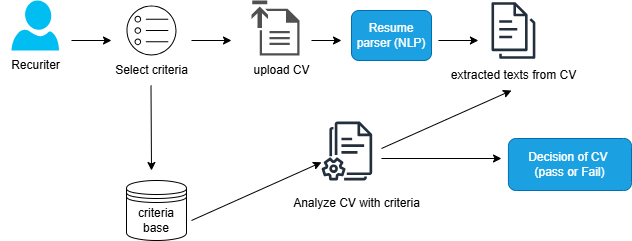 Recuriter
Select criteria
upload CV
Resume
parser (NLP)
extracted texts from CV
criteria
base
Analyze CV with criteria
Decision of CV
(pass or Fail)